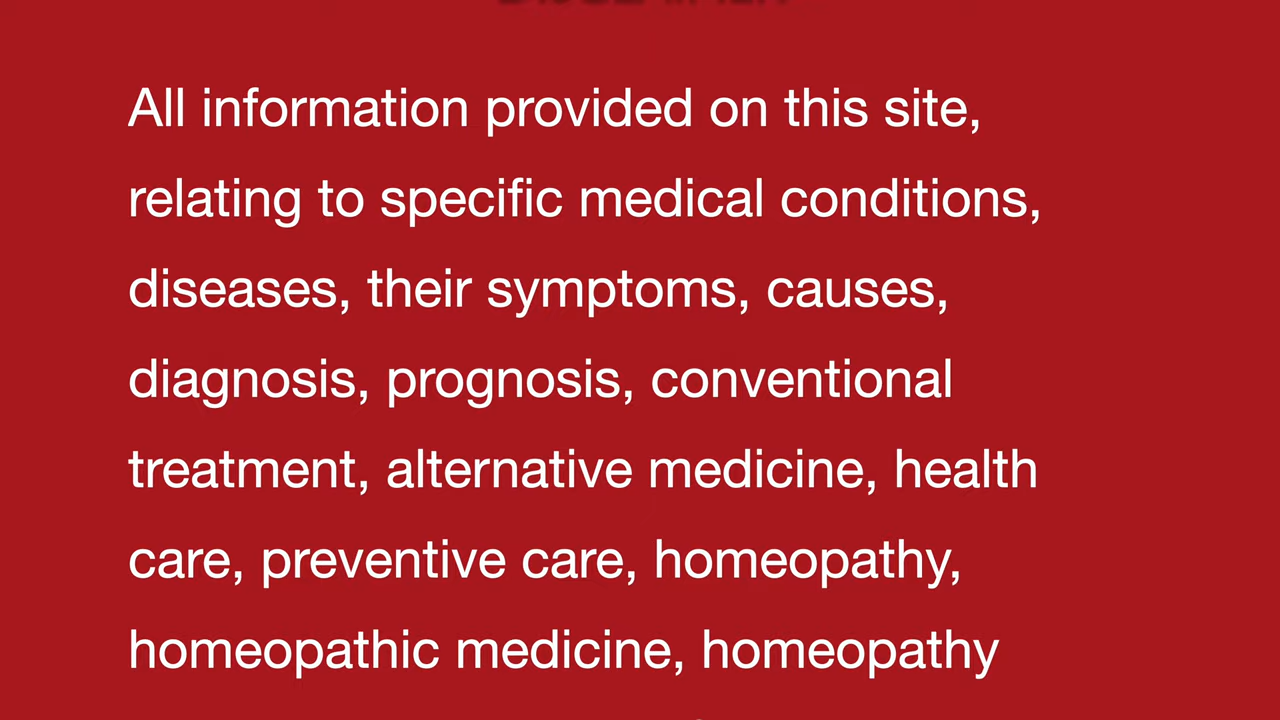 All information provided on this site,
relating to specific medical conditions,
diseases, their symptoms, causes,
diagnosis, prognosis, conventional
treatment, alternative medicine, health
care, preventive care, homeopathy,
homeopathic medicine, homeopathy